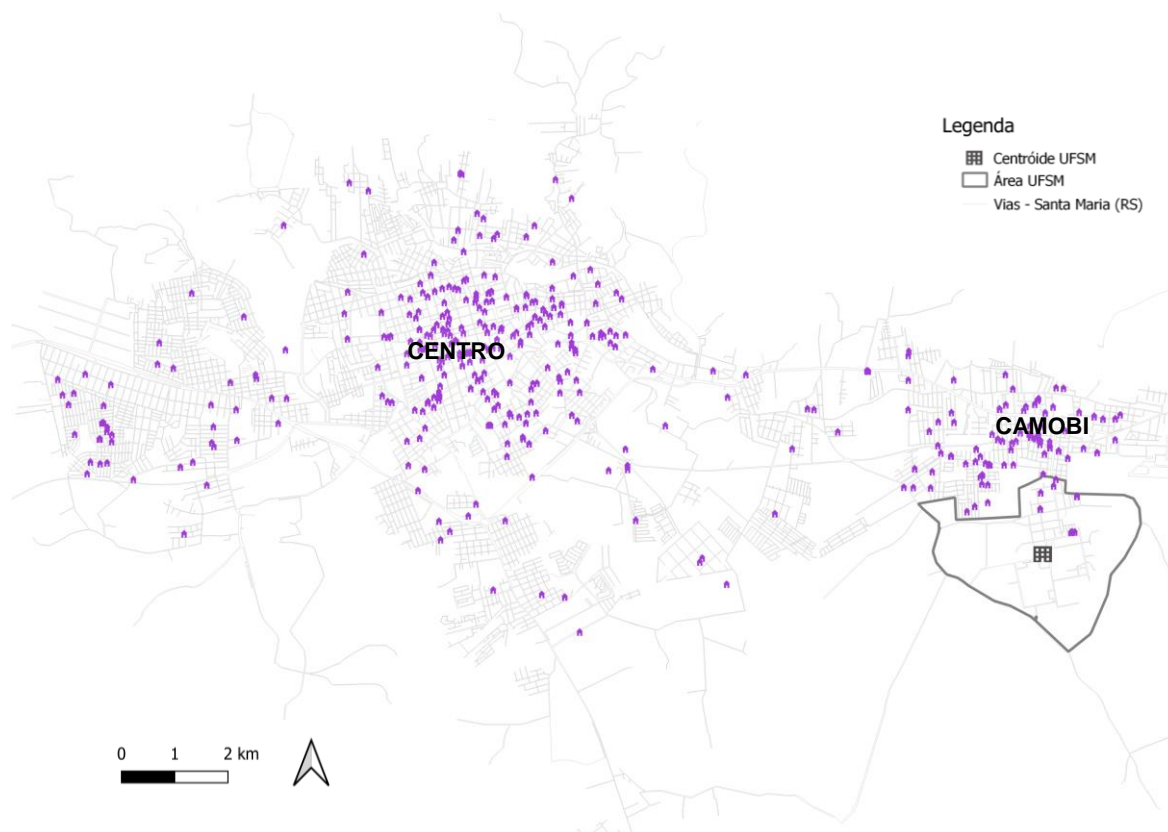 Legenda
Centróide UFSM
Área UFSM
Vias - Santa Maria (RS)
CENTRO
CAMOBI
0 1 2 km